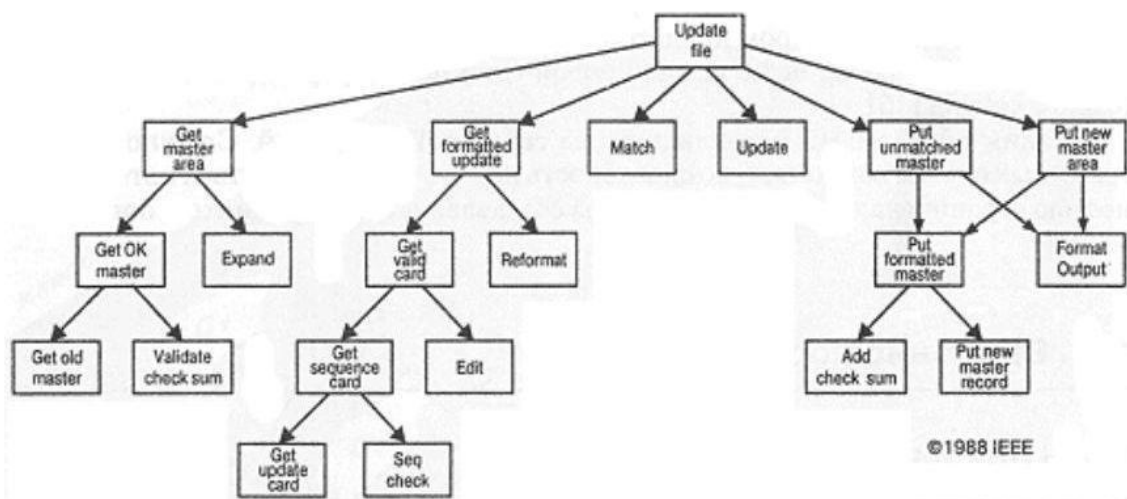 Update
file
Get
master
area
Get
formatted
update
Match
Update
Put
unmatched
master
Put new
master
area
Get OK
master
Expand
Get
valid
card
Reformat
Put
formatted
master
Format
Output
Get old
master
Validate
check sum
Get
sequence
card
Edit
Add
check sum
Put new
master
record
Get
update
card
Seq
check
©1988 IEEE